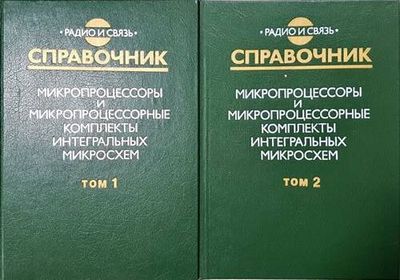 • РАДИО И СВЯЗЬ •
СПРАВОЧНИК
МИКРОПРОЦЕССОРЫ
И
МИКРОПРОЦЕССОРНЫЕ
КОМПЛЕКТЫ
ИНТЕГРАЛЬНЫХ
МИКРОСХЕМ
ТОМ 1
• РАДИО И СВЯЗЬ •
СПРАВОЧНИК
МИКРОПРОЦЕССОРЫ
И
МИКРОПРОЦЕССОРНЫЕ
КОМПЛЕКТЫ
ИНТЕГРАЛЬНЫХ
МИКРОСХЕМ
ТОМ 2